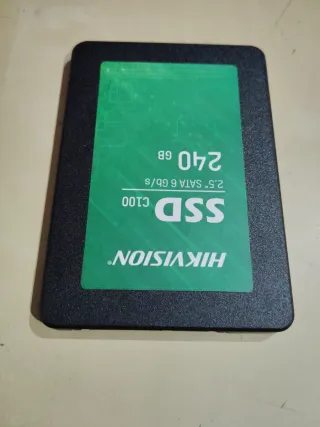 HIKVISION®
SSD C100
2.5" SATA 6 Gb/s
240 GB